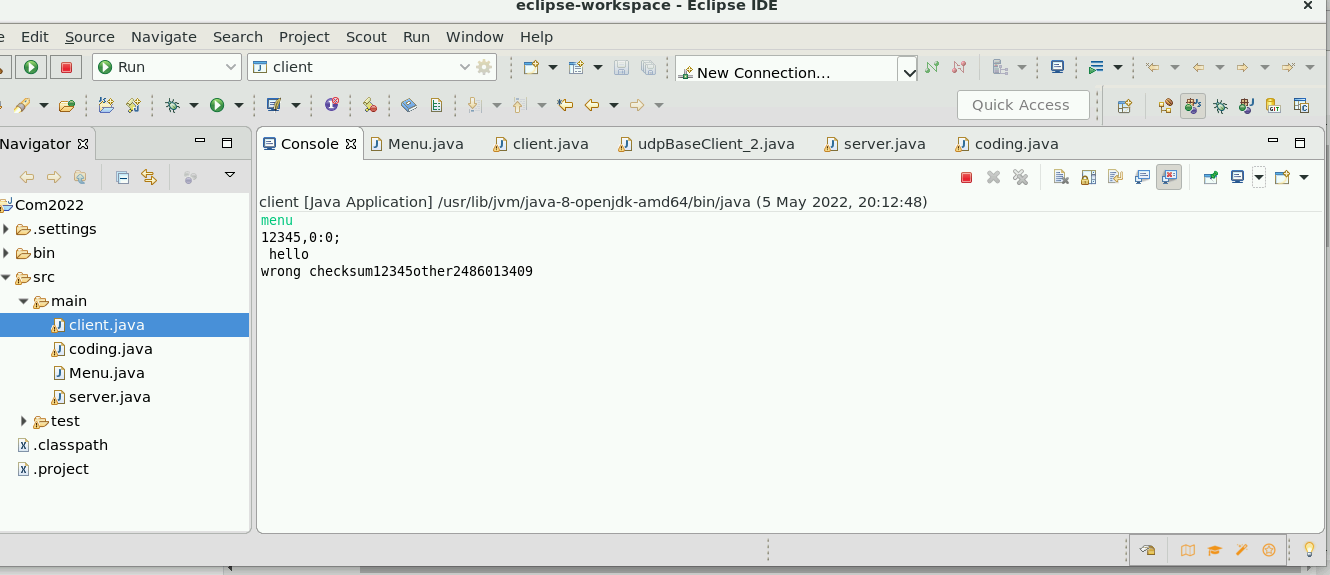 eclipse-workspace - Eclipse IDE
Edit Source Navigate Search Project Scout Run Window Help
Run client New Connection...
Quick Access
Navigator Console Menu.java client.java udpBaseClient_2.java server.java coding.java
client [Java Application] /usr/lib/jvm/java-8-openjdk-amd64/bin/java (5 May 2022, 20:12:48)
menu
12345,0:0;
hello
wrong checksum12345other2486013409
Com2022
.settings
bin
src
main
client.java
coding.java
Menu.java
server.java
test
.classpath
.project